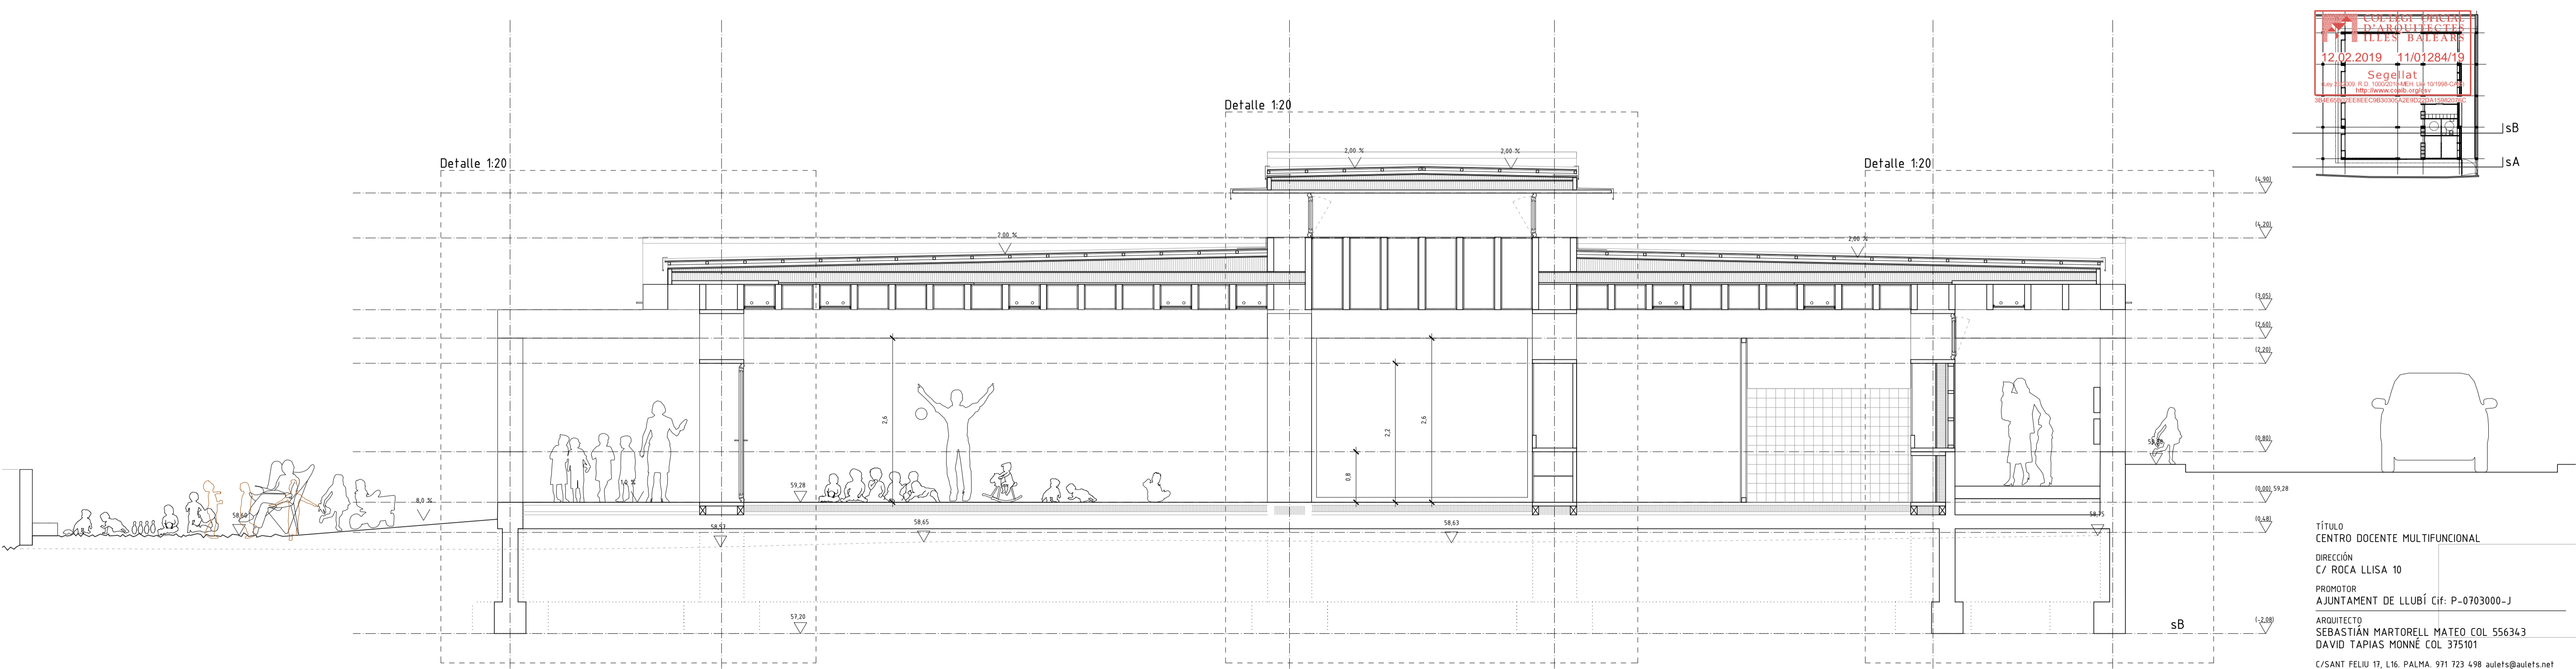 COL·LEGI OFICIAL
D'ARQUITECTES
ILLES BALEARS
12.02.2019 11/01284/19
Segellat
http://www.coaib.org/csv
sB
sA
Detalle 1:20
Detalle 1:20
Detalle 1:20
2,00 %
2,00 %
2,00 %
2,00 %
(4,90)
(4,20)
(3,05)
(2,60)
(2,20)
(0,80)
(0,00) 59,28
(-2,08)
2,6
2,2
2,6
0,8
59,28
8,0 %
58,60
58,57
58,65
58,63
58,75
57,20
sB
TÍTULO
CENTRO DOCENTE MULTIFUNCIONAL
DIRECCIÓN
C/ ROCA LLISA 10
PROMOTOR
AJUNTAMENT DE LLUBÍ Cif: P-0703000-J
ARQUITECTO
SEBASTIÁN MARTORELL MATEO COL 556343
DAVID TAPIAS MONNÉ COL 375101
C/SANT FELIU 17, L16. PALMA. 971 723 498 aulets@aulets.net